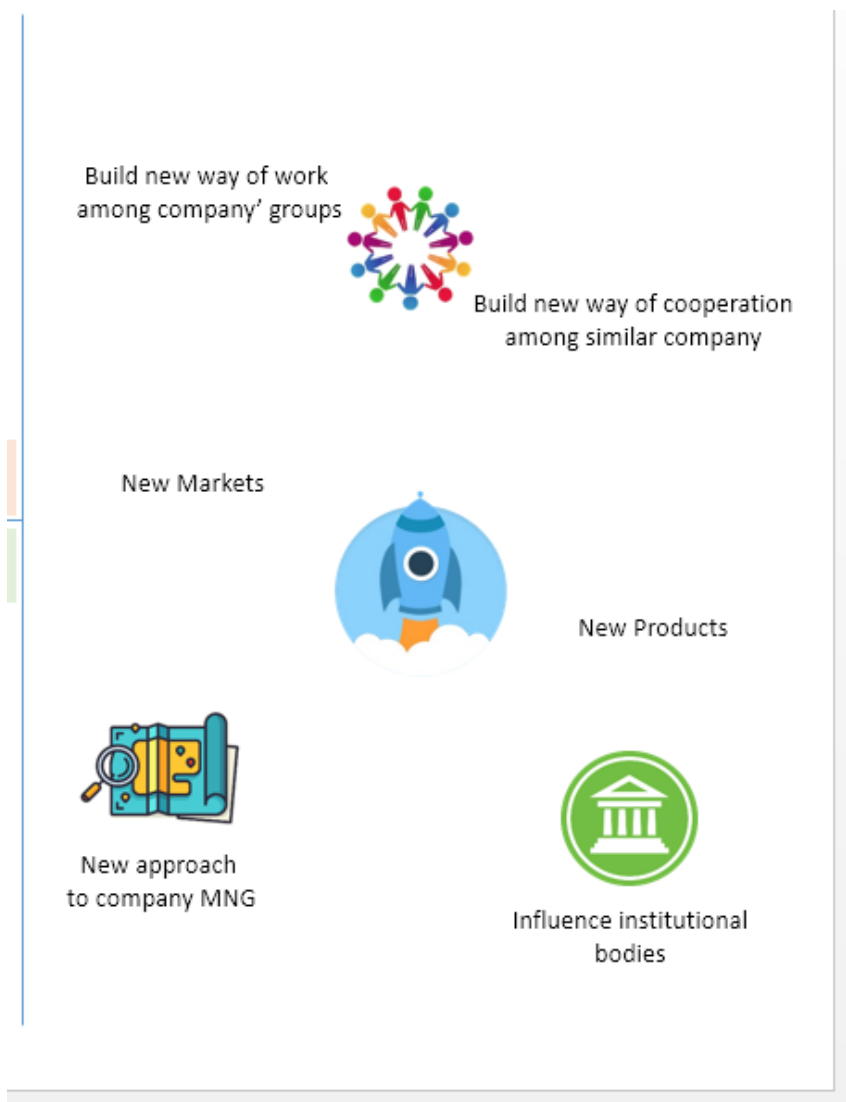 Build new way of work
among company’ groups
Build new way of cooperation
among similar company
New Markets
New Products
New approach
to company MNG
Influence institutional
bodies